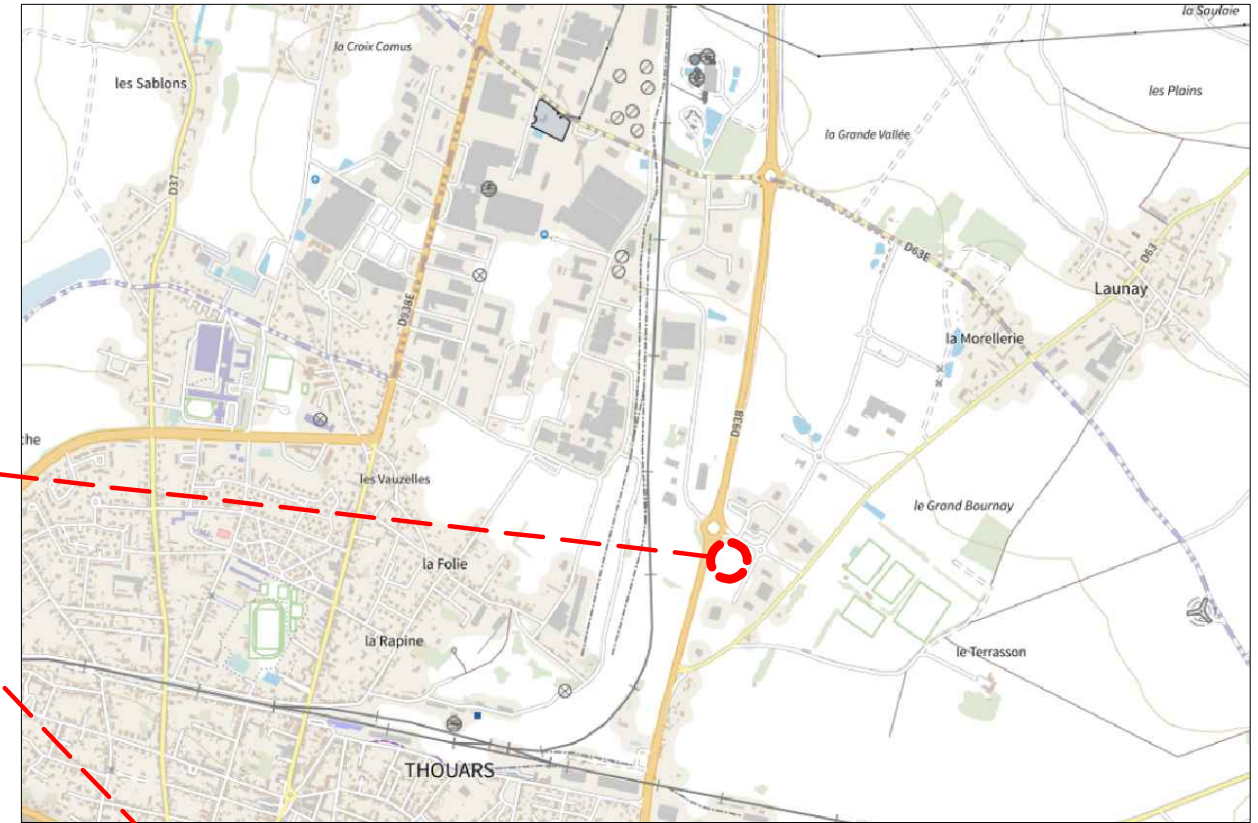 la Saulaie
la Croix Camus
les Sablons
les Plains
la Grande Vallée
D37
D63E
D63
Launay
D938E
la Morellerie
D938
the
les Vauzelles
le Grand Bournay
la Folie
la Rapine
le Terrasson
THOUARS